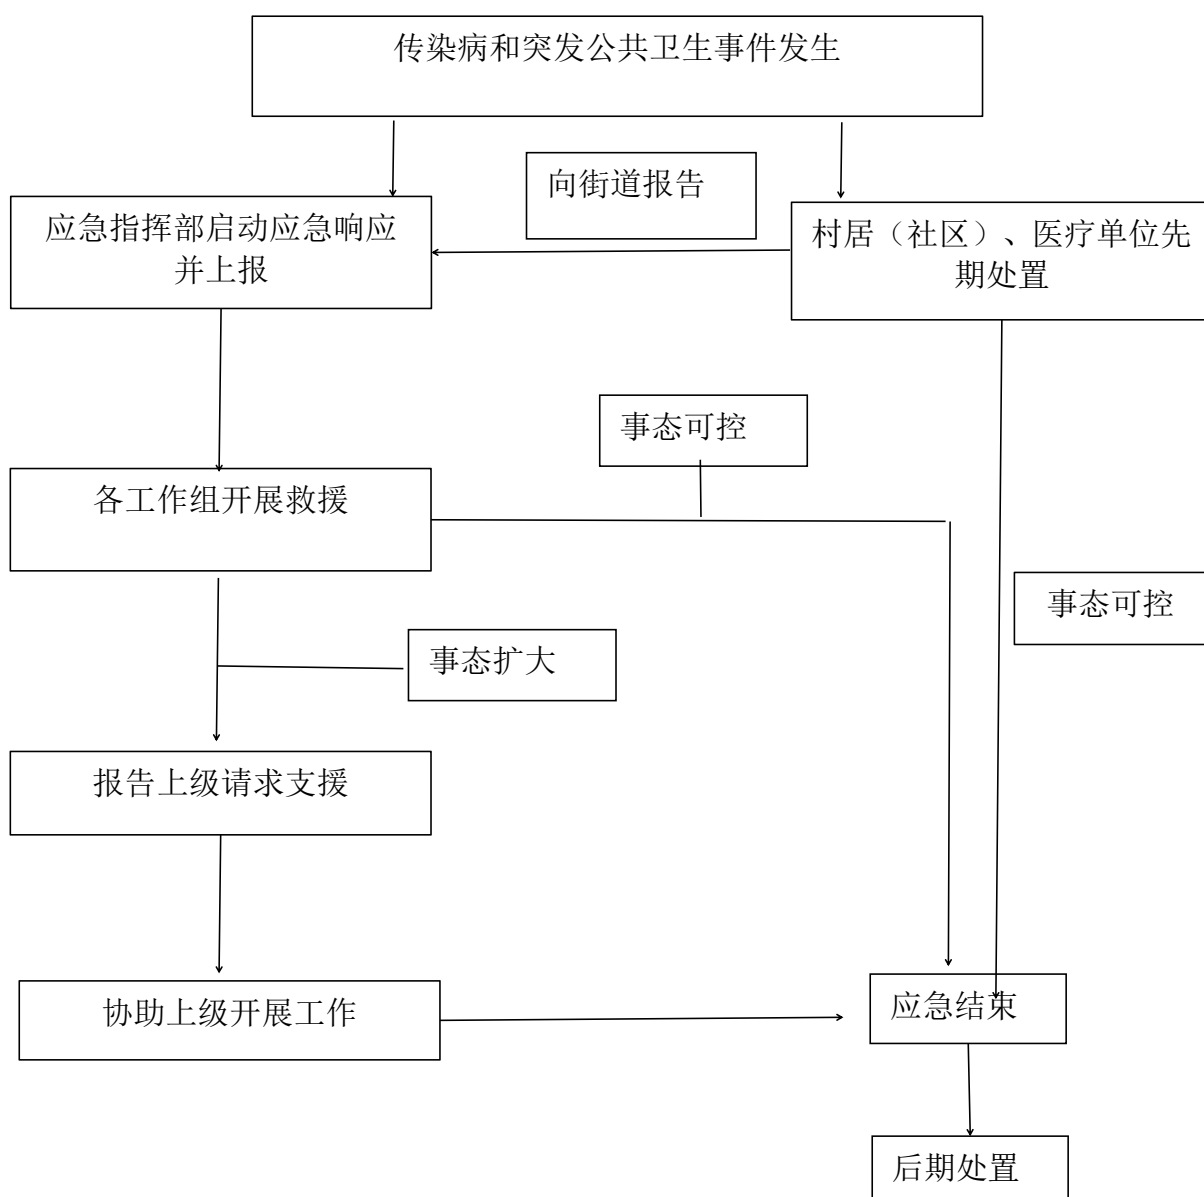 传染病和突发公共卫生事件发生
向街道报告
应急指挥部启动应急响应
并上报
村居（社区）、医疗单位先
期处置
事态可控
各工作组开展救援
事态可控
事态扩大
报告上级请求支援
协助上级开展工作
应急结束
后期处置